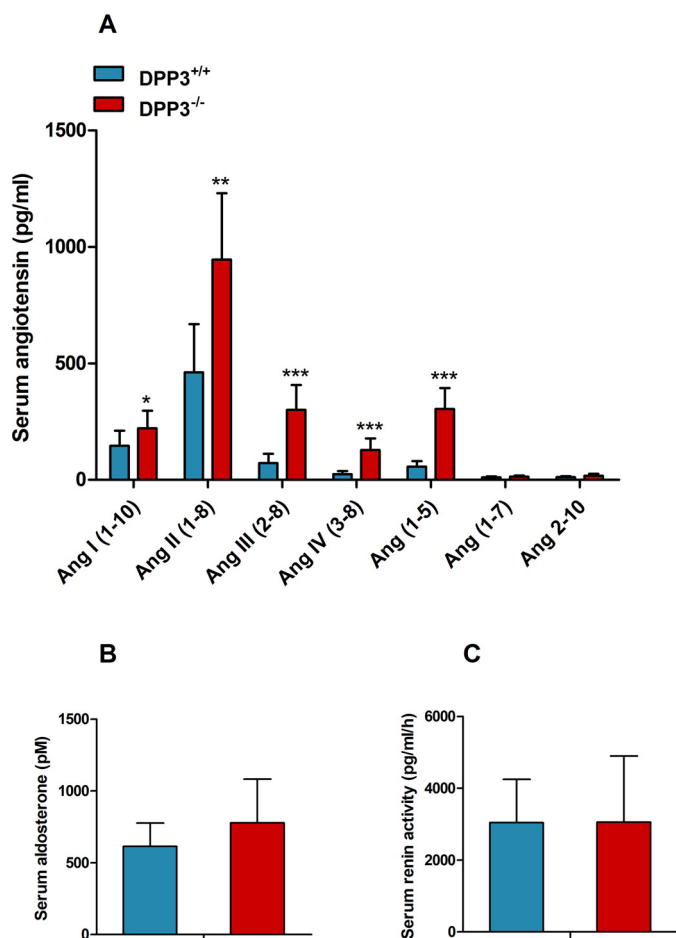 A
DPP3+/+
DPP3-/-
Serum angiotensin (pg/ml)
1500
1000
500
0
*
**
***
***
***
Ang I (1-10)
Ang II (1-8)
Ang III (2-8)
Ang IV (3-8)
Ang (1-5)
Ang (1-7)
Ang 2-10
B
Serum aldosterone (pM)
1500
1000
500
0
C
Serum renin activity (pg/ml/h)
6000
4000
2000
0